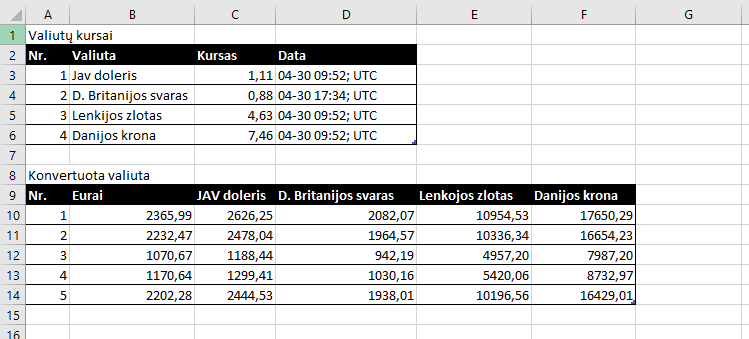 A B C D E F G
1 Valiutų kursai
2 Nr. Valiuta Kursas Data
3 1 Jav doleris 1,11 04-30 09:52; UTC
4 2 D. Britanijos svaras 0,88 04-30 17:34; UTC
5 3 Lenkijos zlotas 4,63 04-30 09:52; UTC
6 4 Danijos krona 7,46 04-30 09:52; UTC
7
8 Konvertuota valiuta
9 Nr. Eurai JAV doleris D. Britanijos svaras Lenkojos zlotas Danijos krona
10 1 2365,99 2626,25 2082,07 10954,53 17650,29
11 2 2232,47 2478,04 1964,57 10336,34 16654,23
12 3 1070,67 1188,44 942,19 4957,20 7987,20
13 4 1170,64 1299,41 1030,16 5420,06 8732,97
14 5 2202,28 2444,53 1938,01 10196,56 16429,01
15
16